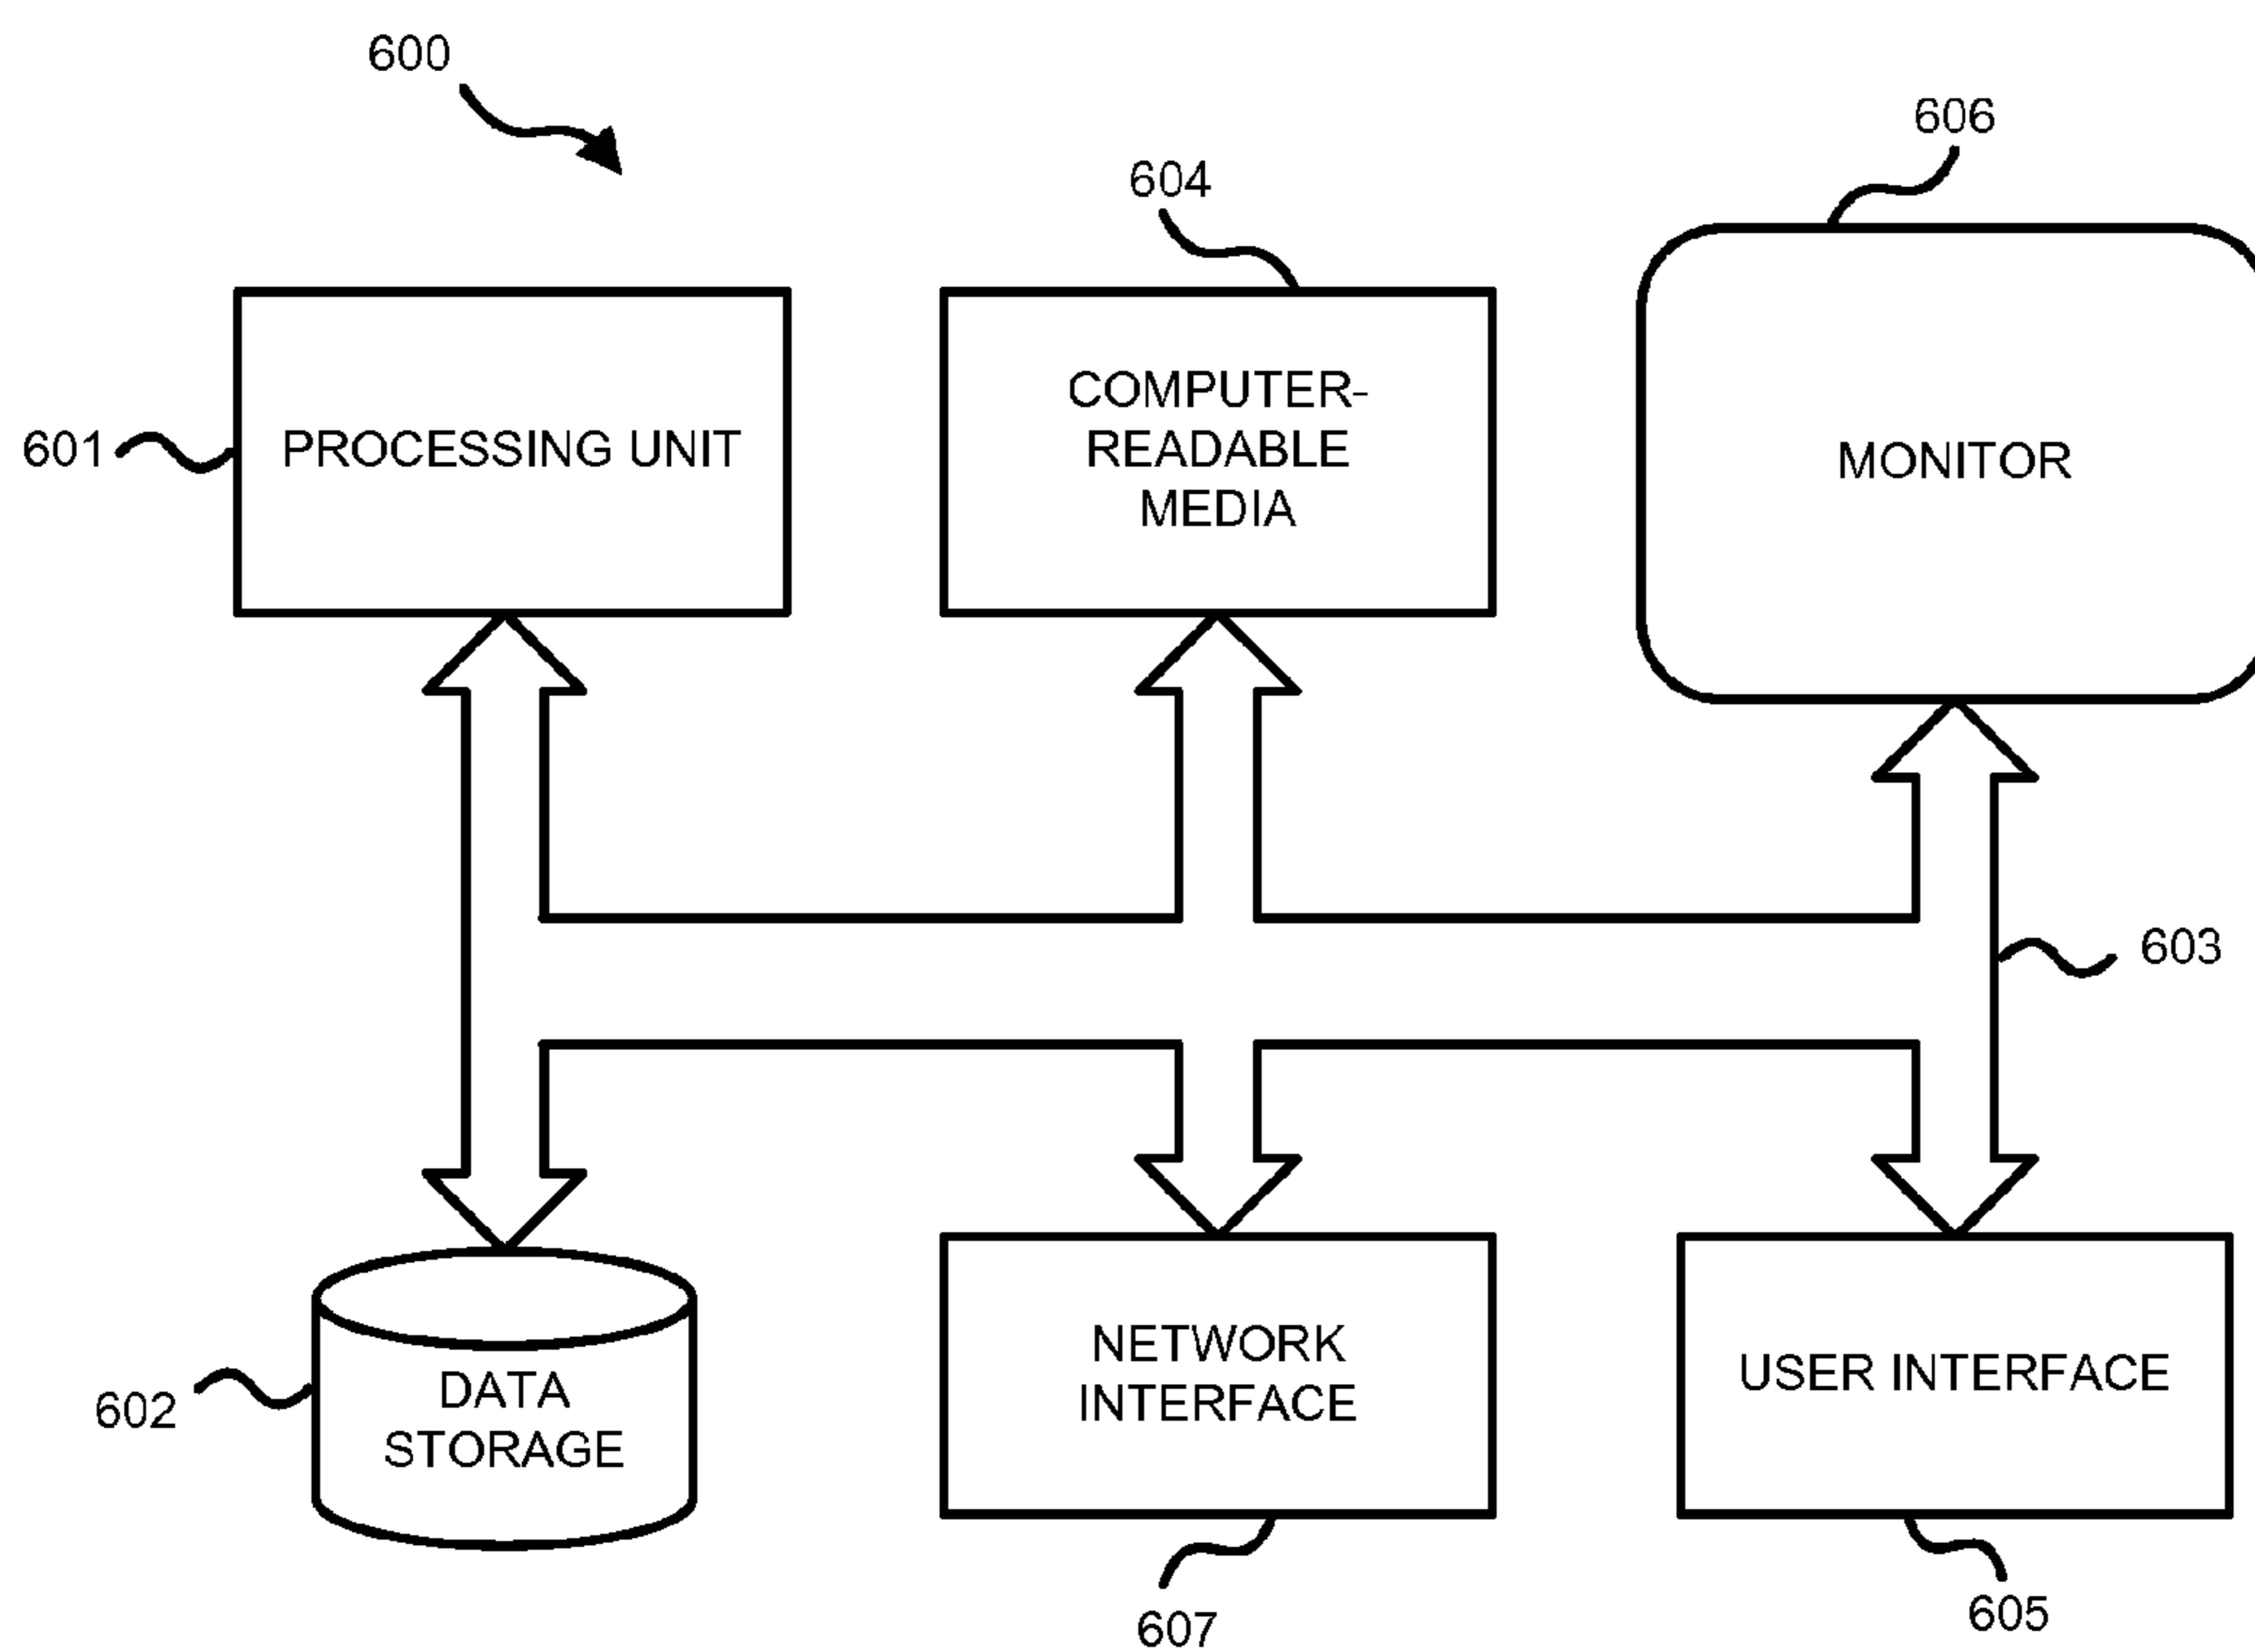 600
606
604
COMPUTER-
READABLE
MEDIA
601
PROCESSING UNIT
MONITOR
603
NETWORK
INTERFACE
USER INTERFACE
602
DATA
STORAGE
607
605